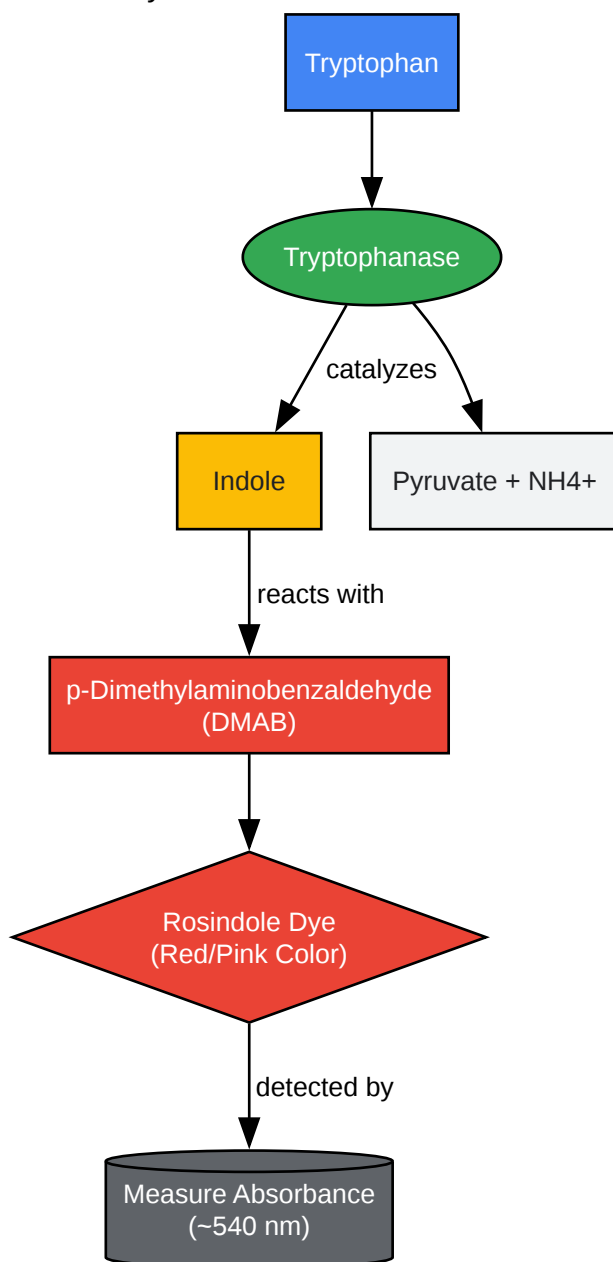 Tryptophan
Tryptophanase
catalyzes
Indole
Pyruvate + NH4+
reacts with
p-Dimethylaminobenzaldehyde
(DMAB)
Rosindole Dye
(Red/Pink Color)
detected by
Measure Absorbance
(~540 nm)